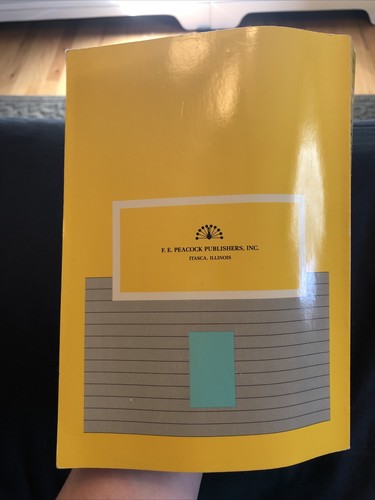 F. E. PEACOCK PUBLISHERS, INC.
ITASCA, ILLINOIS